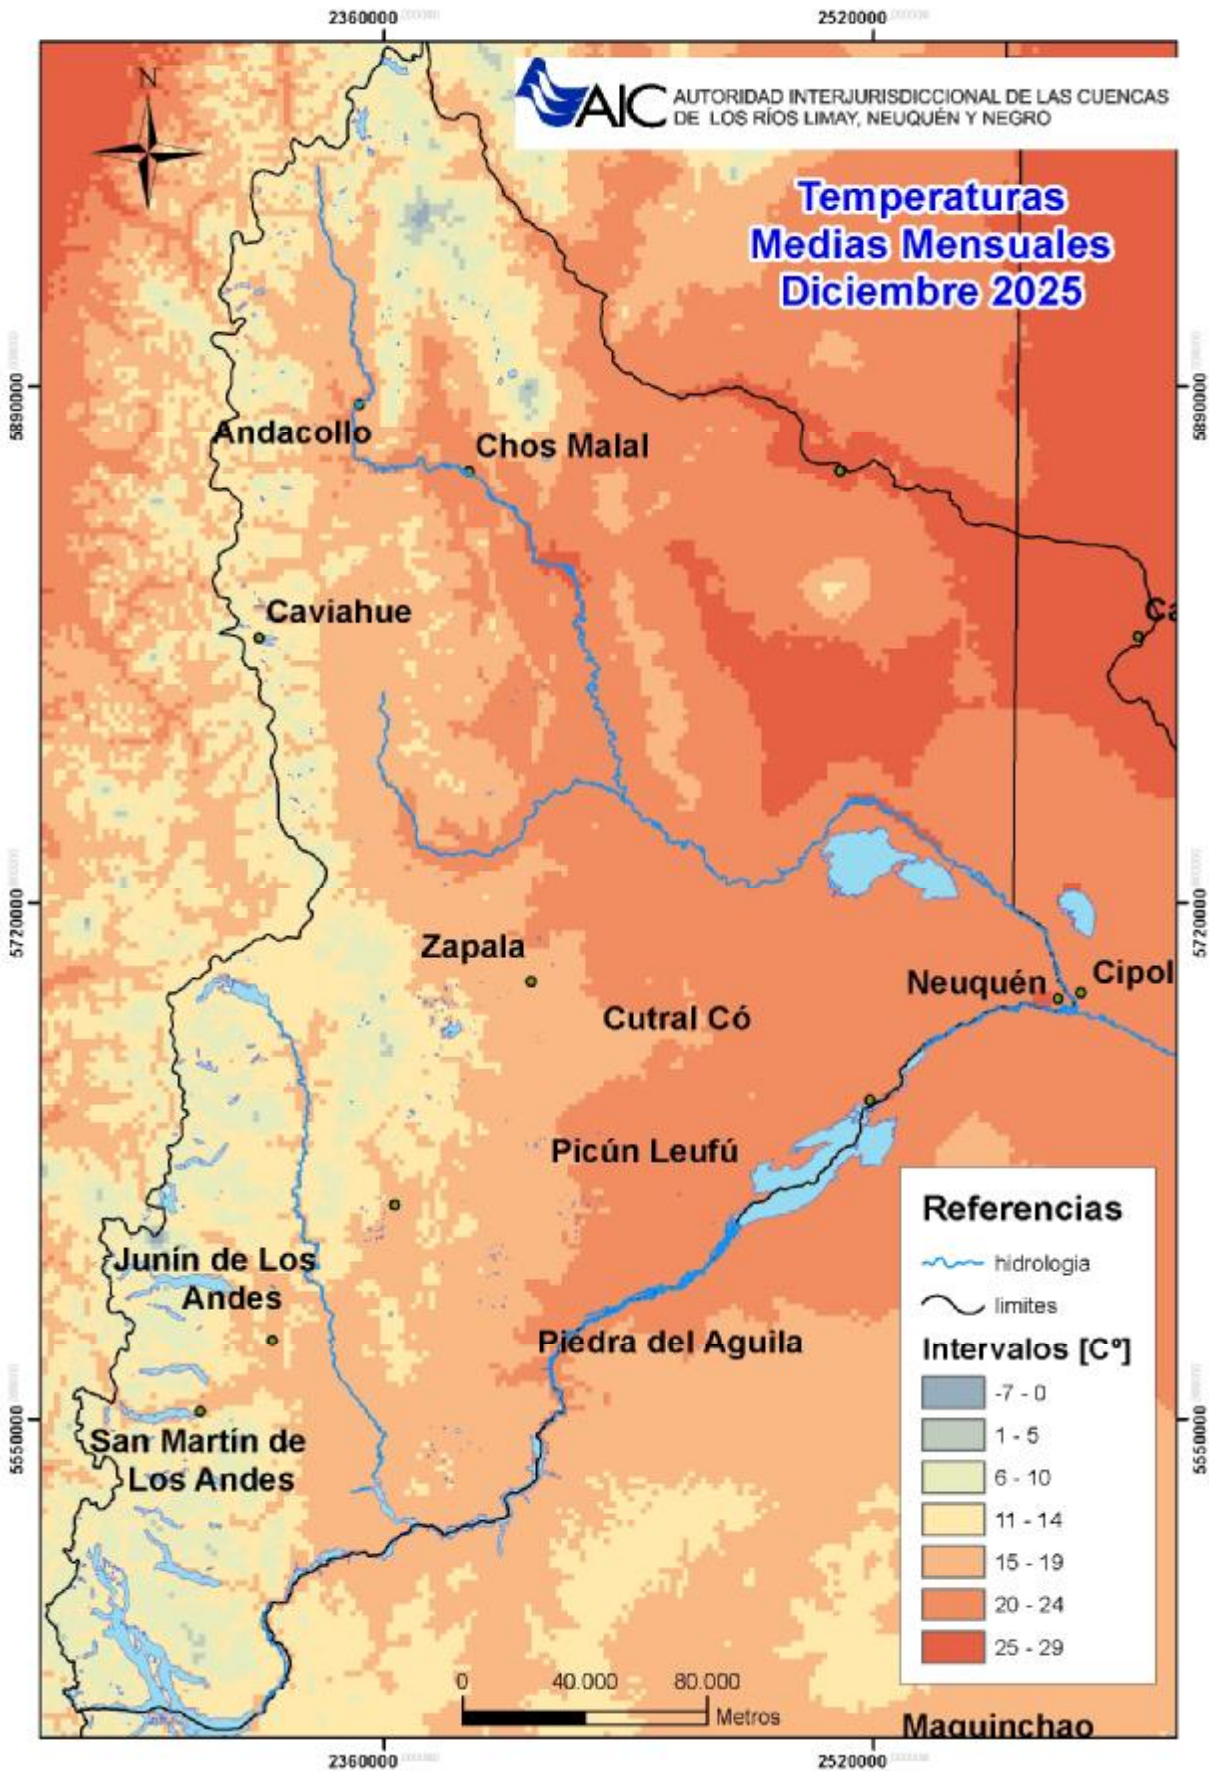 2360000
2520000
N
AIC
AUTORIDAD INTERJURISDICCIONAL DE LAS CUENCAS
DE LOS RÍOS LIMAY, NEUQUÉN Y NEGRO
Temperaturas
Medias Mensuales
Diciembre 2025
5890000
5890000
Andacollo
Chos Malal
Caviahue
Ca
5720000
5720000
Zapala
Neuquén
Cipol
Cutral Có
Picún Leufú
Junín de Los
Andes
Piedra del Aguila
San Martín de
Los Andes
5550000
5550000
Referencias
hidrologia
limites
Intervalos [Cº]
-7 - 0
1 - 5
6 - 10
11 - 14
15 - 19
20 - 24
25 - 29
0
40.000
80.000
Metros
Maquinchao
2360000
2520000